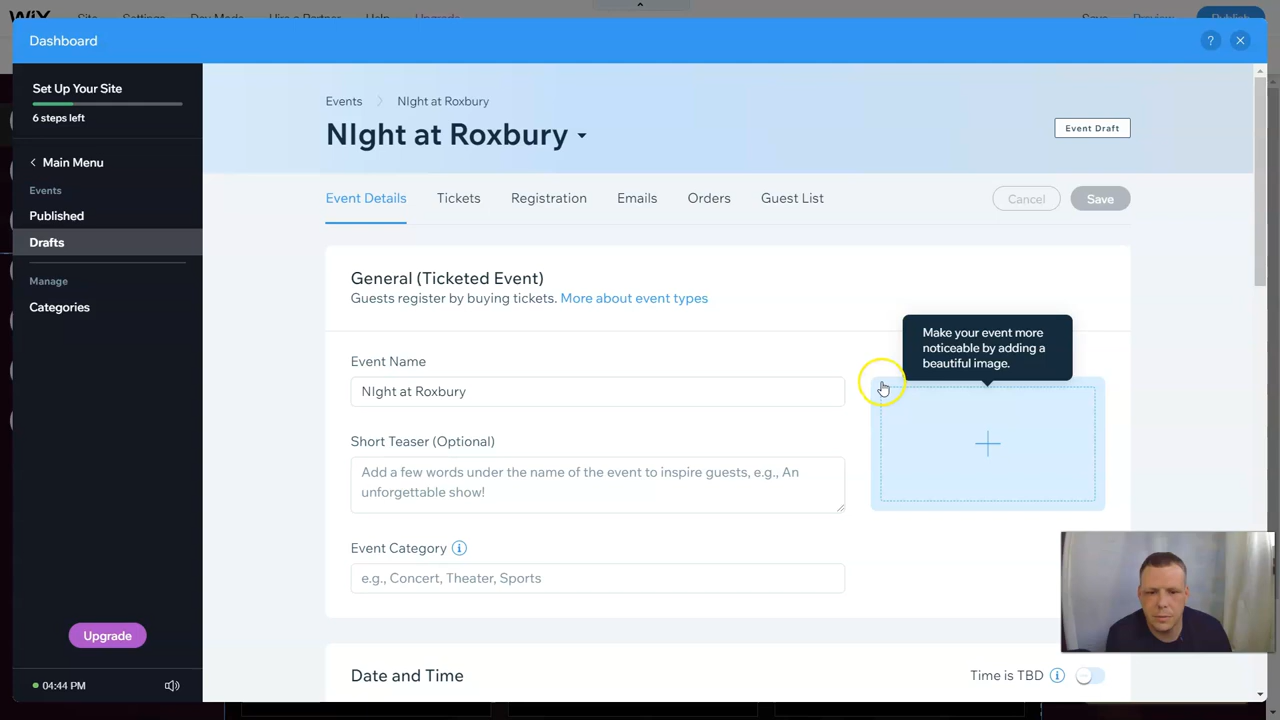 WiX
Site
Settings
Dev Mode
Hire a Partner
Help
Upgrade
Save
Preview
Publish
Dashboard
?
Set Up Your Site
6 steps left
Main Menu
Events
Published
Drafts
Manage
Categories
Upgrade
04:44 PM
Events > NIght at Roxbury
NIght at Roxbury
Event Draft
Event Details
Tickets
Registration
Emails
Orders
Guest List
Cancel
Save
General (Ticketed Event)
Guests register by buying tickets. More about event types
Make your event more
noticeable by adding a
beautiful image.
Event Name
NIght at Roxbury
Short Teaser (Optional)
Add a few words under the name of the event to inspire guests, e.g., An
unforgettable show!
Event Category
e.g., Concert, Theater, Sports
Date and Time
Time is TBD